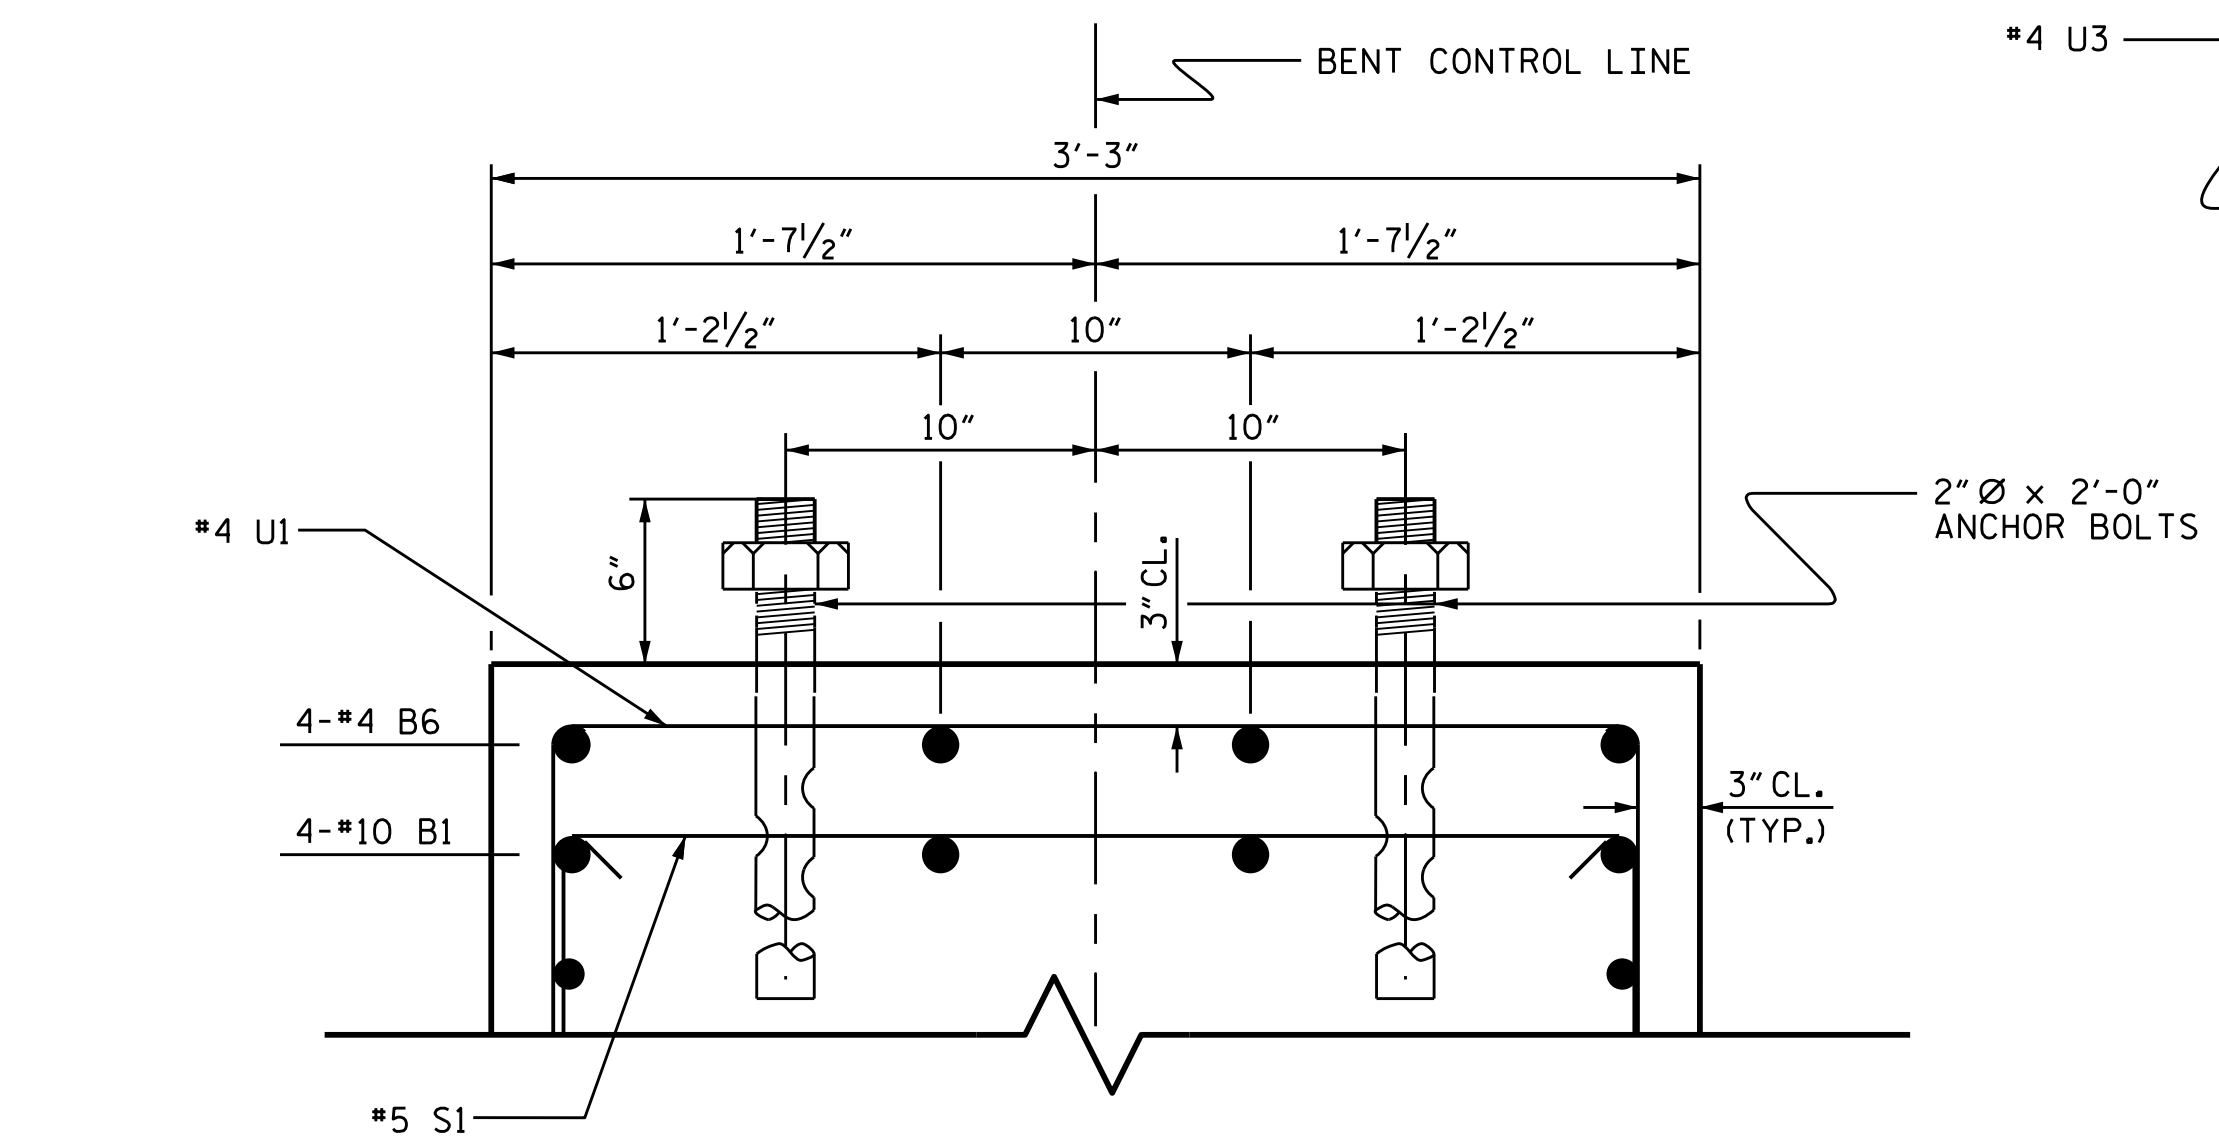 #4 U3
BENT CONTROL LINE
3'-3"
1'-7½" 1'-7½"
1'-2½" 10" 1'-2½"
10" 10"
2"Ø x 2'-0"
ANCHOR BOLTS
#4 U1
6"
3"CL.
4-#4 B6
3"CL.
(TYP.)
4-#10 B1
#5 S1